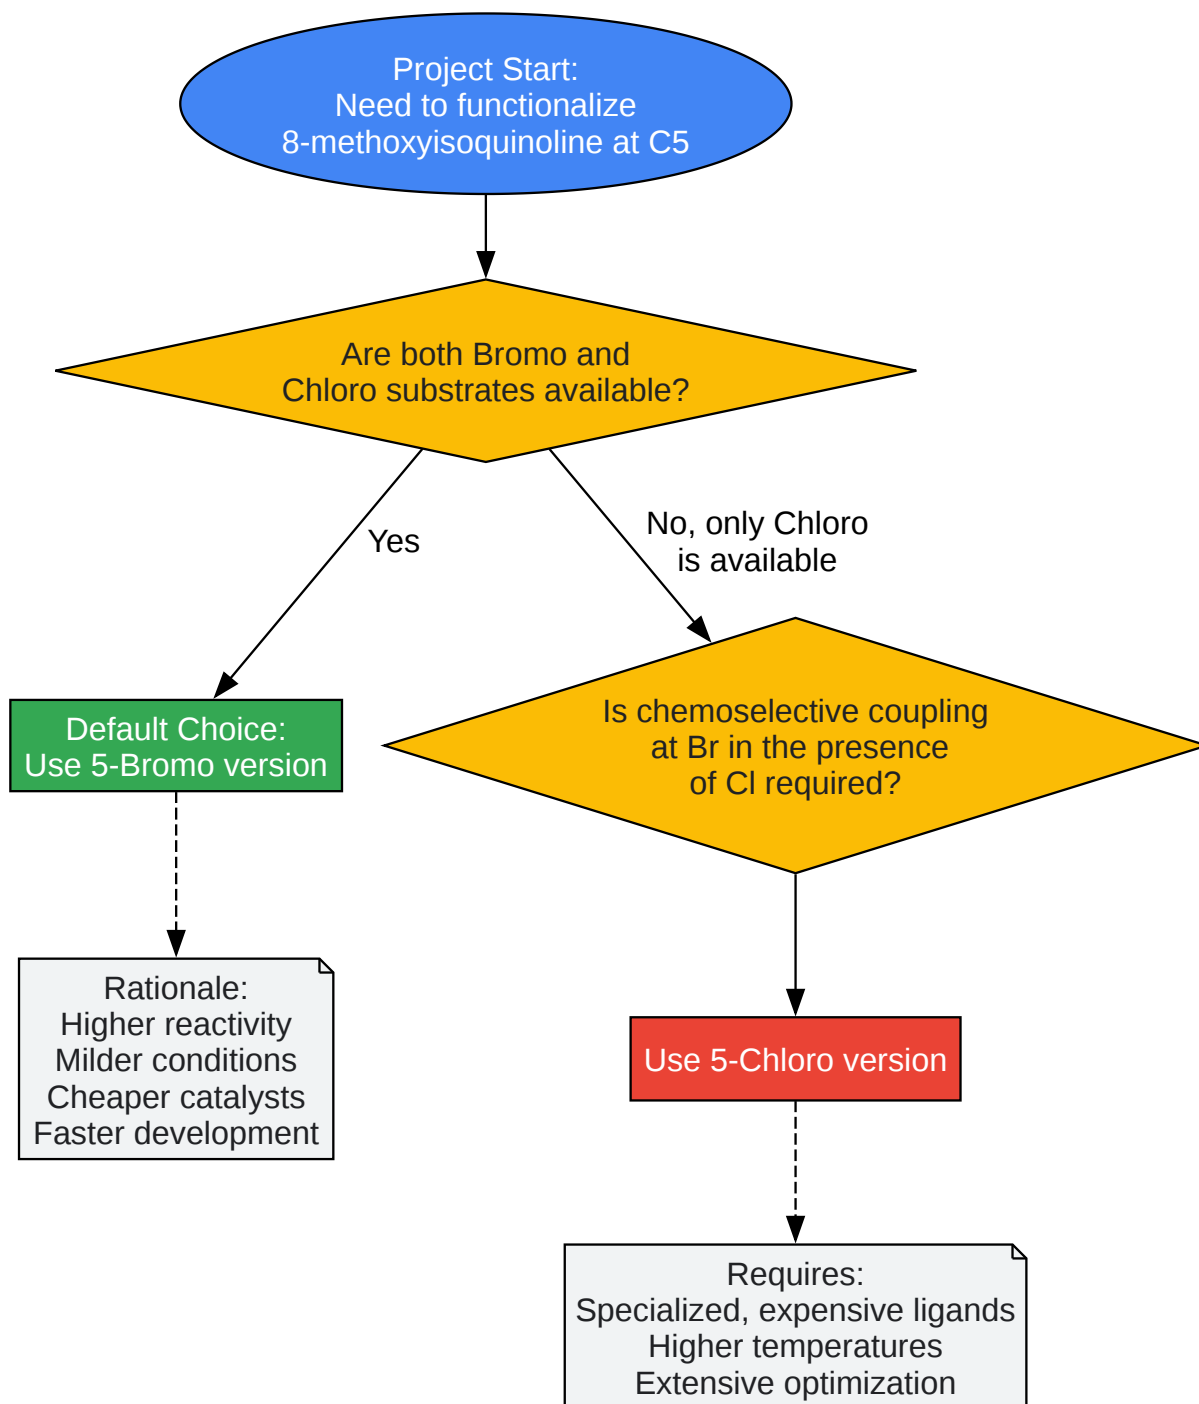 Project Start:
Need to functionalize
8-methoxyisoquinoline at C5
Are both Bromo and
Chloro substrates available?
Yes
No, only Chloro
is available
Default Choice:
Use 5-Bromo version
Is chemoselective coupling
at Br in the presence
of Cl required?
Rationale:
Higher reactivity
Milder conditions
Cheaper catalysts
Faster development
Use 5-Chloro version
Requires:
Specialized, expensive ligands
Higher temperatures
Extensive optimization